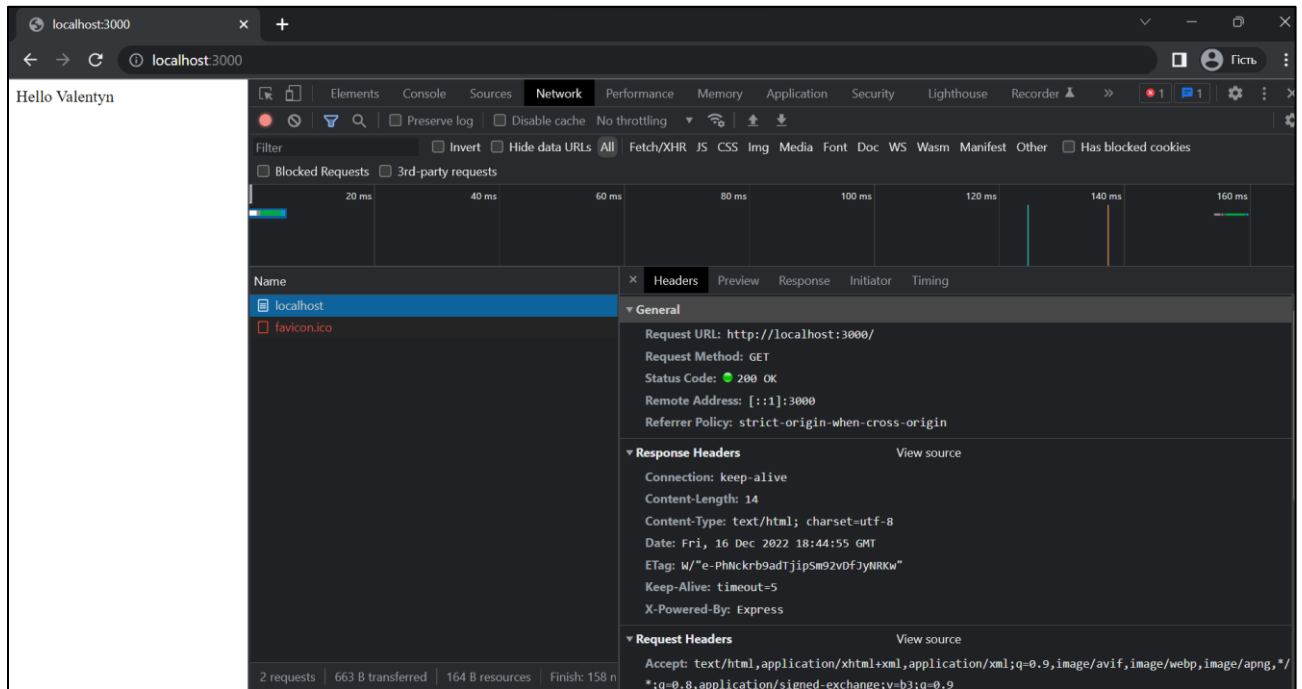 localhost:3000
localhost:3000 Гість
Hello Valentyn
Elements Console Sources Network Performance Memory Application Security Lighthouse Recorder » 1 1
Preserve log Disable cache No throttling
Filter Invert Hide data URLs All Fetch/XHR JS CSS Img Media Font Doc WS Wasm Manifest Other Has blocked cookies
Blocked Requests 3rd-party requests
20 ms 40 ms 60 ms 80 ms 100 ms 120 ms 140 ms 160 ms
Name
localhost
favicon.ico
2 requests 663 B transferred 164 B resources Finish: 158 n
Headers Preview Response Initiator Timing
General
Request URL: http://localhost:3000/
Request Method: GET
Status Code: 200 OK
Remote Address: [::1]:3000
Referrer Policy: strict-origin-when-cross-origin
Response Headers View source
Connection: keep-alive
Content-Length: 14
Content-Type: text/html; charset=utf-8
Date: Fri, 16 Dec 2022 18:44:55 GMT
ETag: W/"e-PhNckrb9adTjipSm92vDfJyNRKw"
Keep-Alive: timeout=5
X-Powered-By: Express
Request Headers View source
Accept: text/html,application/xhtml+xml,application/xml;q=0.9,image/avif,image/webp,image/apng,*/
*;q=0.8,application/signed-exchange;v=b3;q=0.9